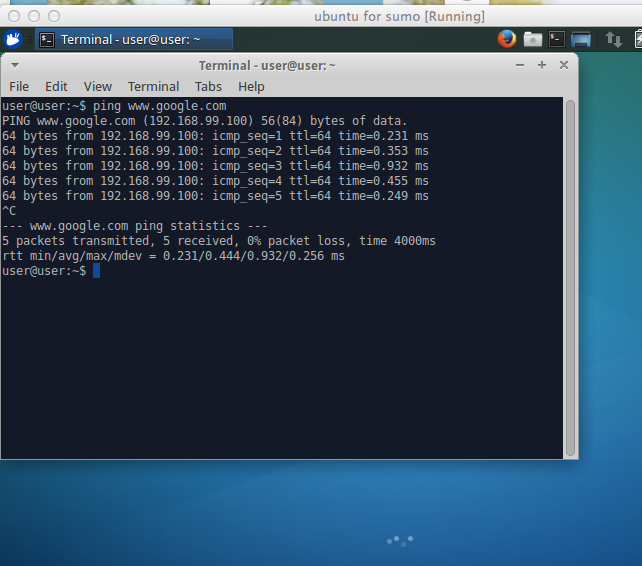 ubuntu for sumo [Running]
Terminal - user@user: ~
Terminal - user@user: ~
File Edit View Terminal Tabs Help
user@user:~$ ping www.google.com
PING www.google.com (192.168.99.100) 56(84) bytes of data.
64 bytes from 192.168.99.100: icmp_seq=1 ttl=64 time=0.231 ms
64 bytes from 192.168.99.100: icmp_seq=2 ttl=64 time=0.353 ms
64 bytes from 192.168.99.100: icmp_seq=3 ttl=64 time=0.932 ms
64 bytes from 192.168.99.100: icmp_seq=4 ttl=64 time=0.455 ms
64 bytes from 192.168.99.100: icmp_seq=5 ttl=64 time=0.249 ms
^C
--- www.google.com ping statistics ---
5 packets transmitted, 5 received, 0% packet loss, time 4000ms
rtt min/avg/max/mdev = 0.231/0.444/0.932/0.256 ms
user@user:~$